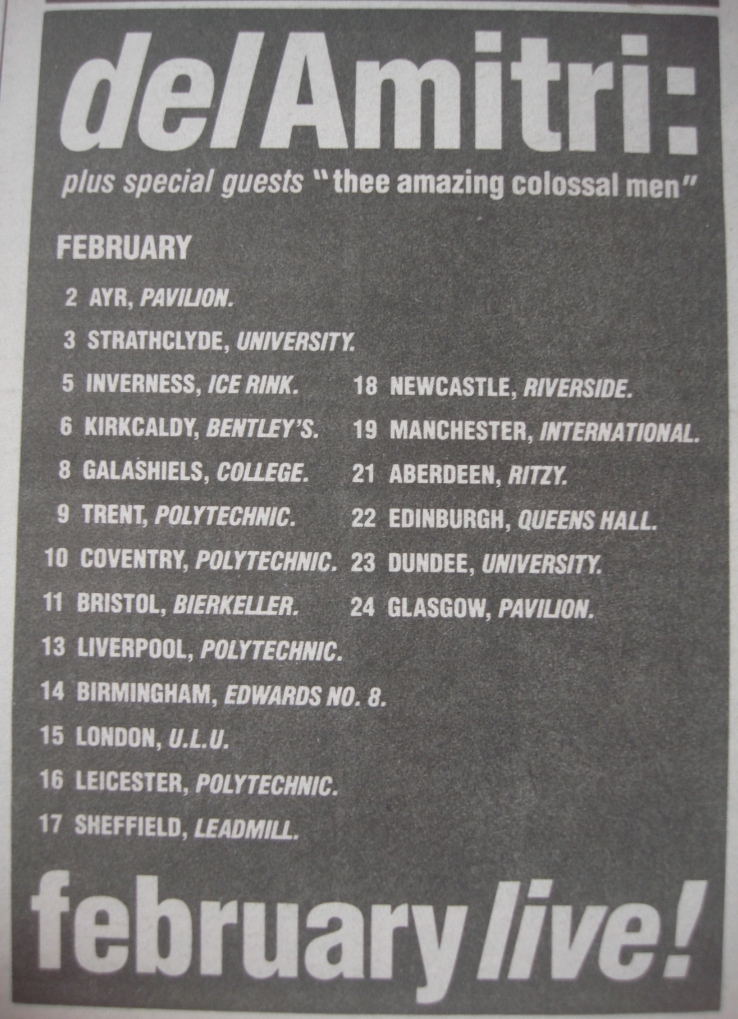 del Amitri:
plus special guests "thee amazing colossal men"
FEBRUARY
2 AYR, PAVILION.
3 STRATHCLYDE, UNIVERSITY.
5 INVERNESS, ICE RINK.
6 KIRKCALDY, BENTLEY'S.
8 GALASHIELS, COLLEGE.
9 TRENT, POLYTECHNIC.
10 COVENTRY, POLYTECHNIC.
11 BRISTOL, BIERKELLER.
13 LIVERPOOL, POLYTECHNIC.
14 BIRMINGHAM, EDWARDS NO. 8.
15 LONDON, U.L.U.
16 LEICESTER, POLYTECHNIC.
17 SHEFFIELD, LEADMILL.
18 NEWCASTLE, RIVERSIDE.
19 MANCHESTER, INTERNATIONAL.
21 ABERDEEN, RITZY.
22 EDINBURGH, QUEENS HALL.
23 DUNDEE, UNIVERSITY.
24 GLASGOW, PAVILION.
february live!